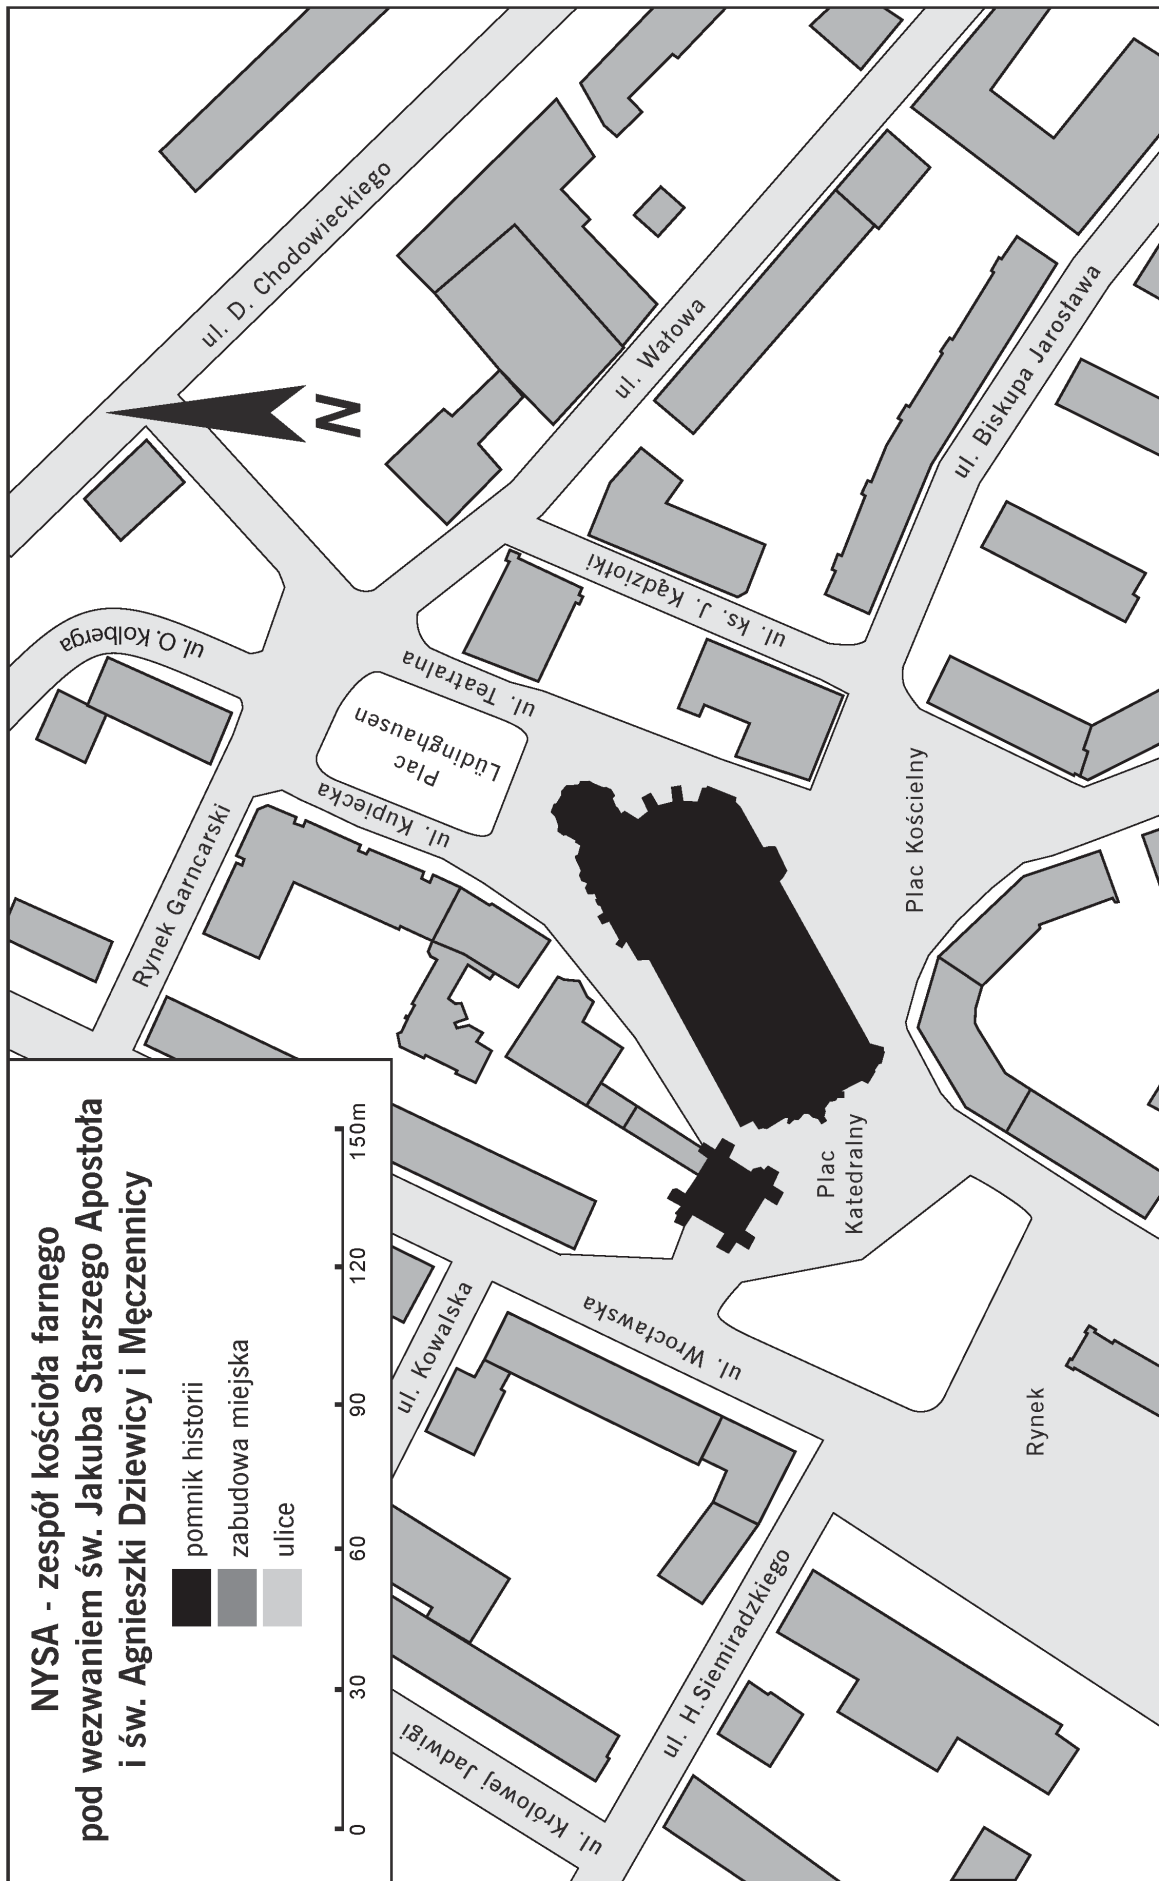 NYSA - zespół kościoła farnego
pod wezwaniem św. Jakuba Starszego Apostoła
i św. Agnieszki Dziewicy i Męczennicy
pomnik historii
zabudowa miejska
ulice
0 30 60 90 120 150m
N
ul. D. Chodowieckiego
ul. O. Kolberga
Rynek Garncarski
ul. Kupiecka
Plac
Lüdinghausen
ul. Teatralna
ul. Wałowa
ul. ks. J. Kądziołki
ul. Biskupa Jarosława
Plac Kościelny
Plac
Katedralny
ul. Kowalska
ul. Wrocławska
Rynek
ul. H.Siemiradzkiego
ul. Królowej Jadwigi